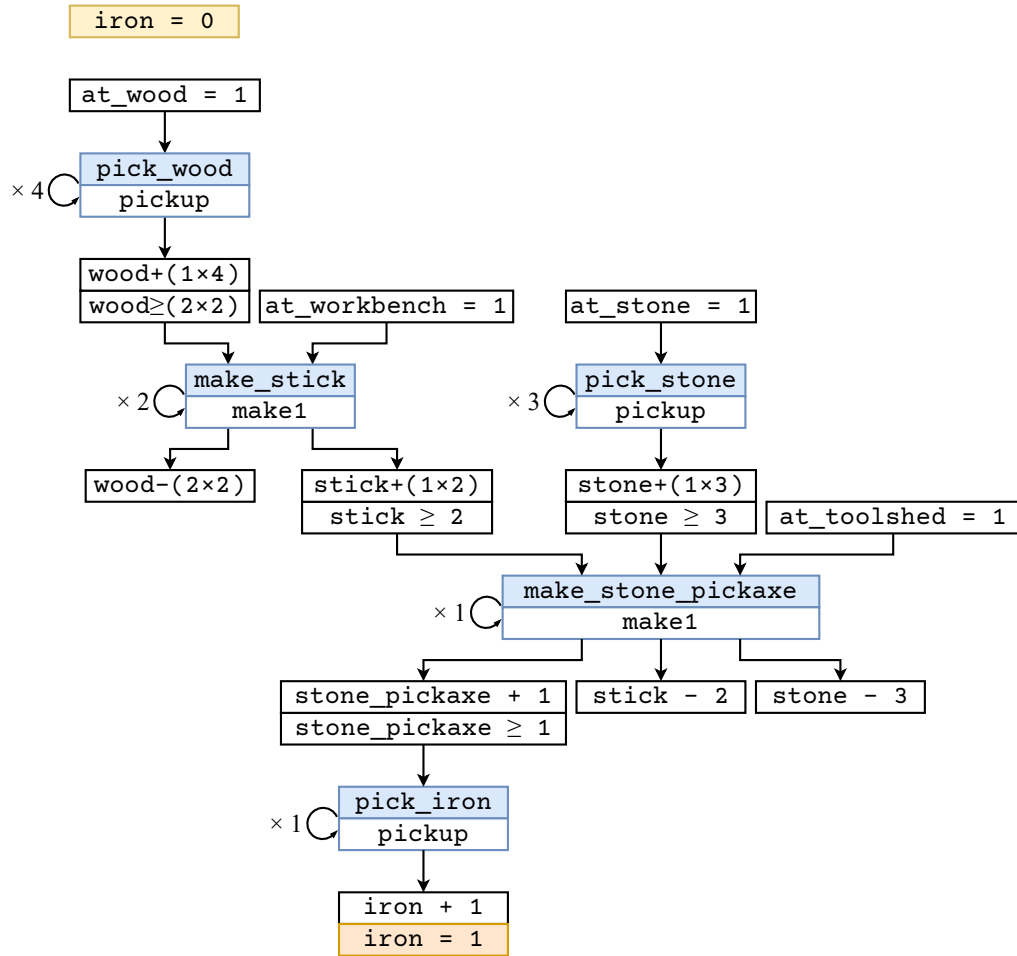 iron = 0
at_wood = 1
pick_wood
× 4
pickup
wood+(1×4)
wood≥(2×2)
at_workbench = 1
at_stone = 1
make_stick
× 2
make1
pick_stone
× 3
pickup
wood−(2×2)
stick+(1×2)
stick ≥ 2
stone+(1×3)
stone ≥ 3
at_toolshed = 1
make_stone_pickaxe
× 1
make1
stone_pickaxe + 1
stone_pickaxe ≥ 1
stick − 2
stone − 3
pick_iron
× 1
pickup
iron + 1
iron = 1